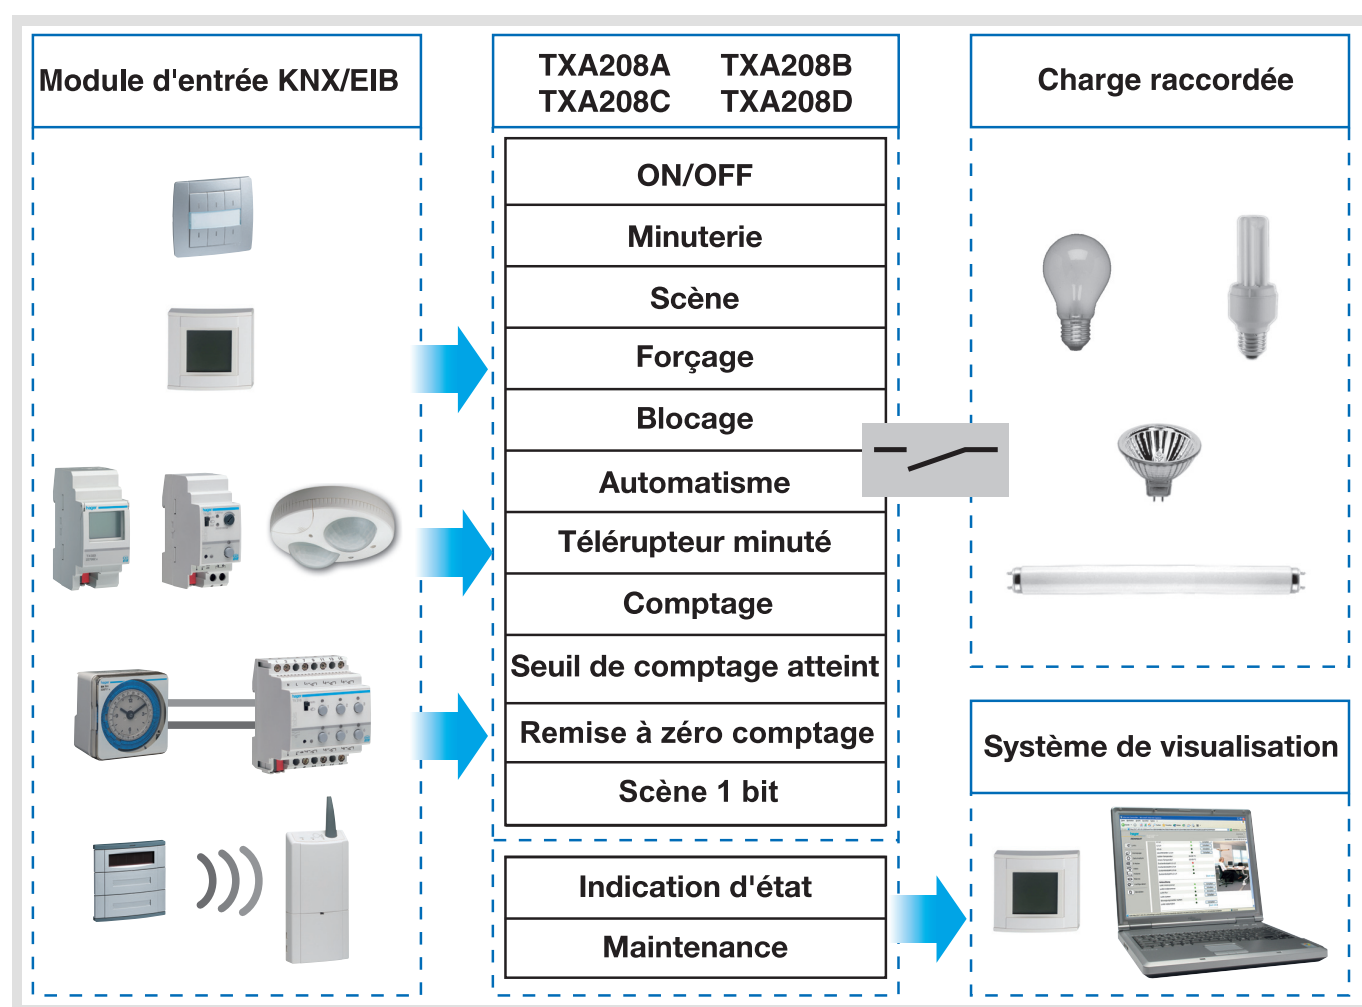 Module d'entrée KNX/EIB
TXA208A TXA208B
TXA208C TXA208D
ON/OFF
Minuterie
Scène
Forçage
Blocage
Automatisme
Télérupteur minuté
Comptage
Seuil de comptage atteint
Remise à zéro comptage
Scène 1 bit
Indication d'état
Maintenance
Charge raccordée
Système de visualisation